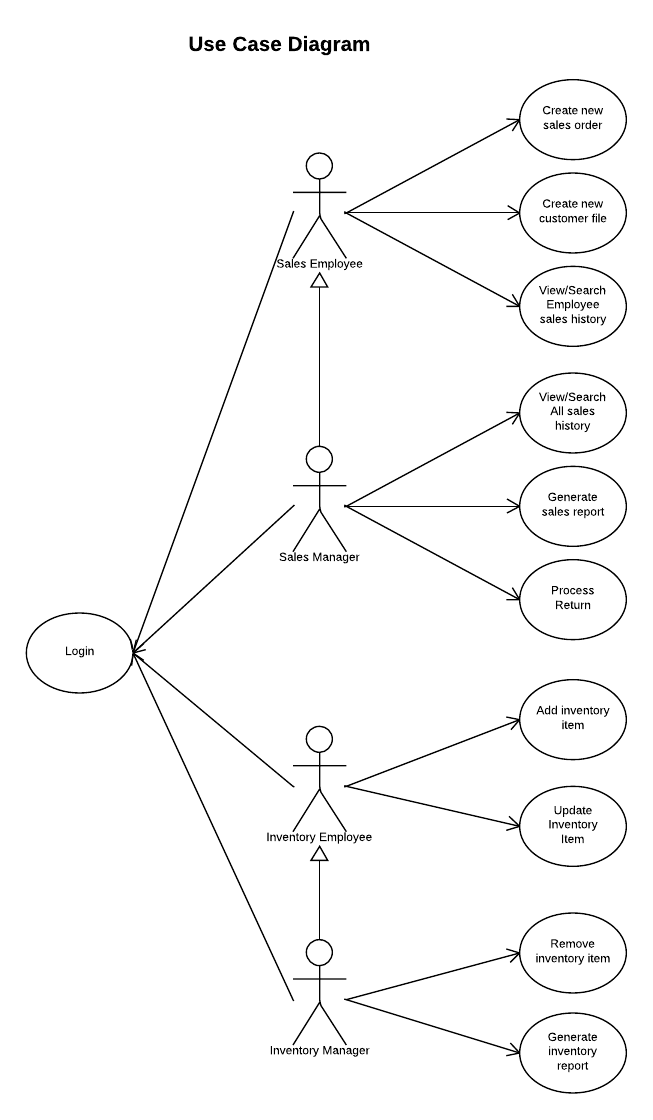 Use Case Diagram
Create new
sales order
Create new
customer file
Sales Employee
View/Search
Employee
sales history
View/Search
All sales
history
Generate
sales report
Sales Manager
Process
Return
Login
Add inventory
item
Inventory Employee
Update
Inventory
Item
Remove
inventory item
Inventory Manager
Generate
inventory
report